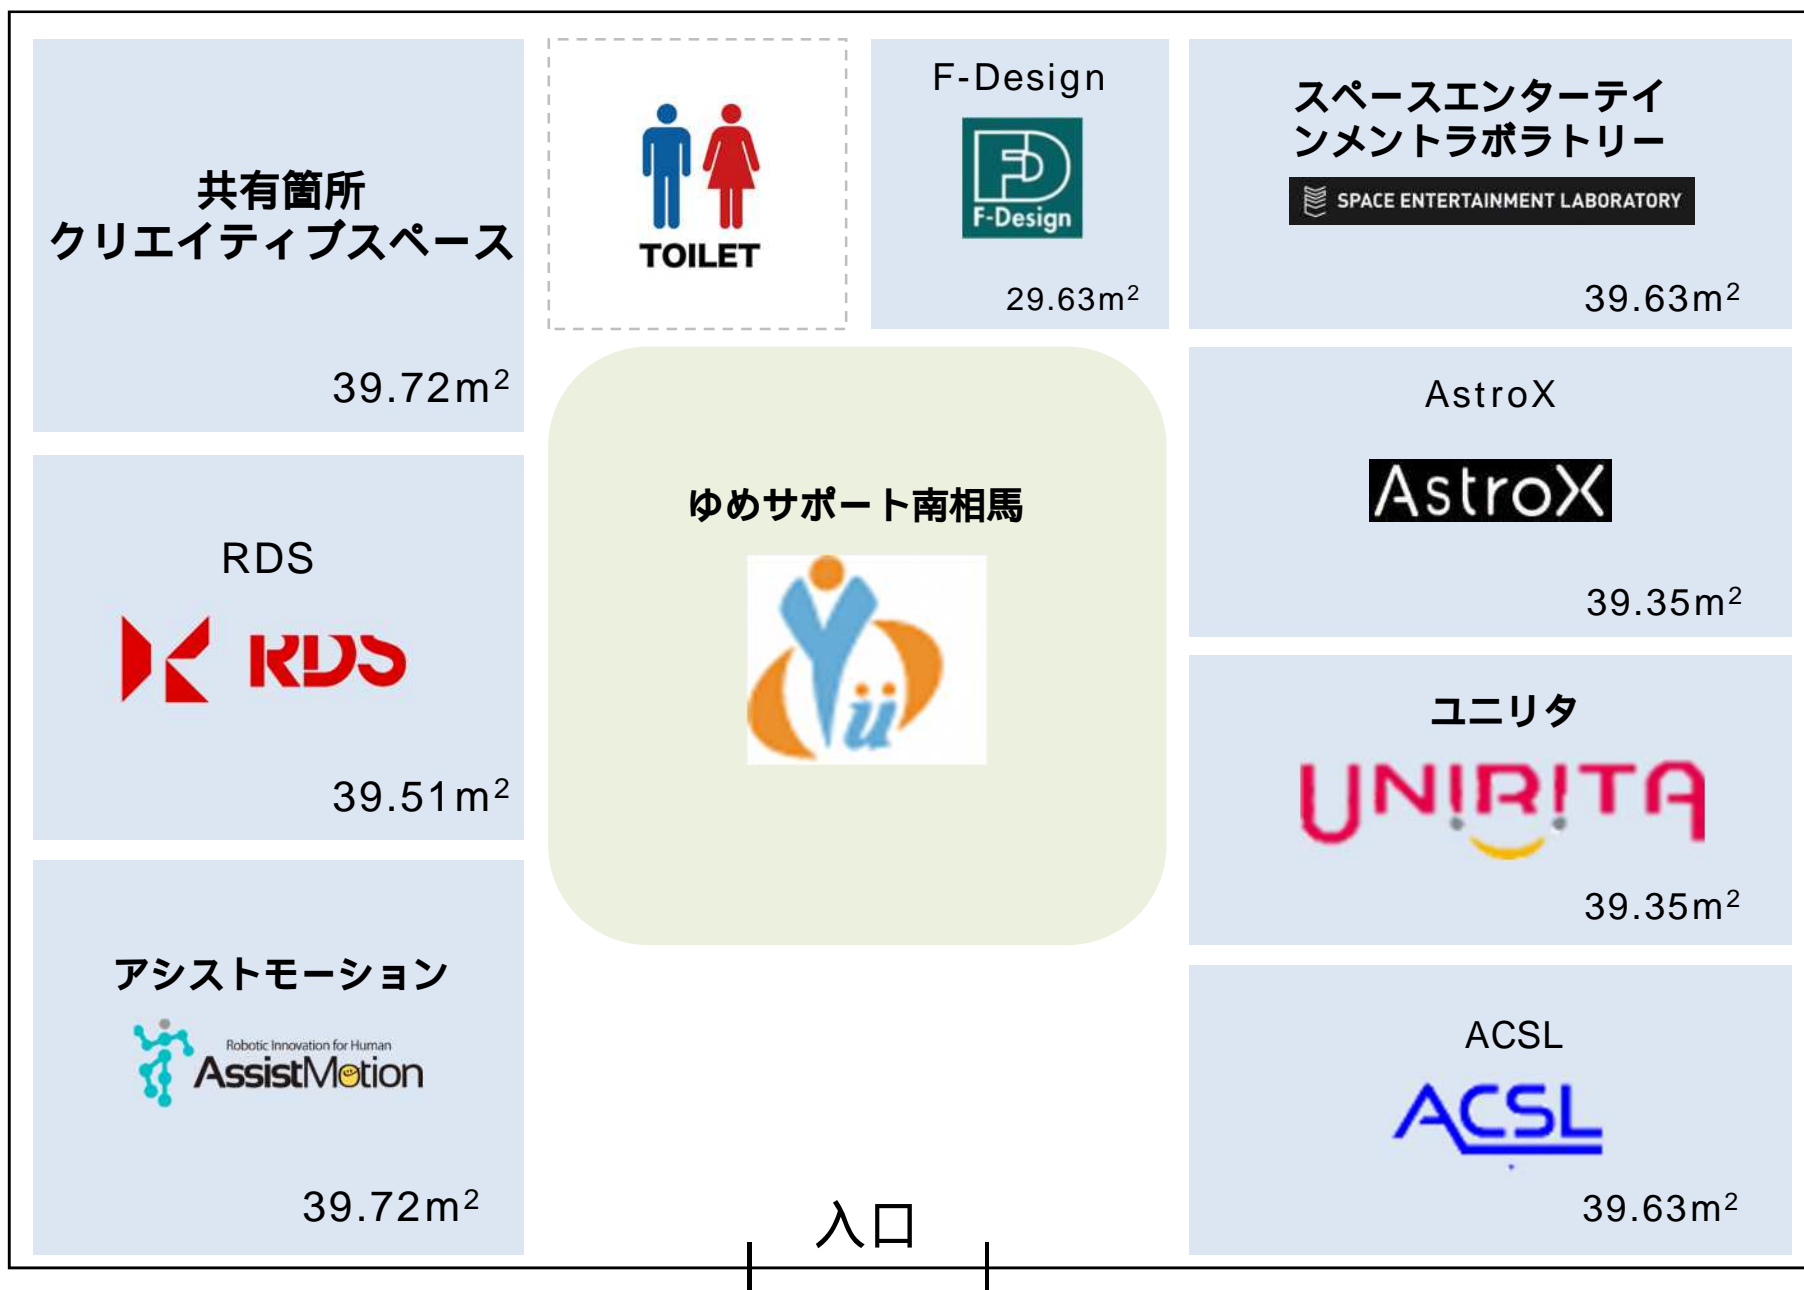 共有箇所
クリエイティブスペース
39.72m²
TOILET
F-Design
FD
F-Design
29.63m²
スペースエンターテイ
ンメントラボラトリー
SPACE ENTERTAINMENT LABORATORY
39.63m²
RDS
RDS
39.51m²
ゆめサポート南相馬
Yü
AstroX
AstroX
39.35m²
ユニリタ
UNIRITA
39.35m²
アシストモーション
Robotic Innovation for Human
AssistMotion
39.72m²
ACSL
ACSL
39.63m²
入口